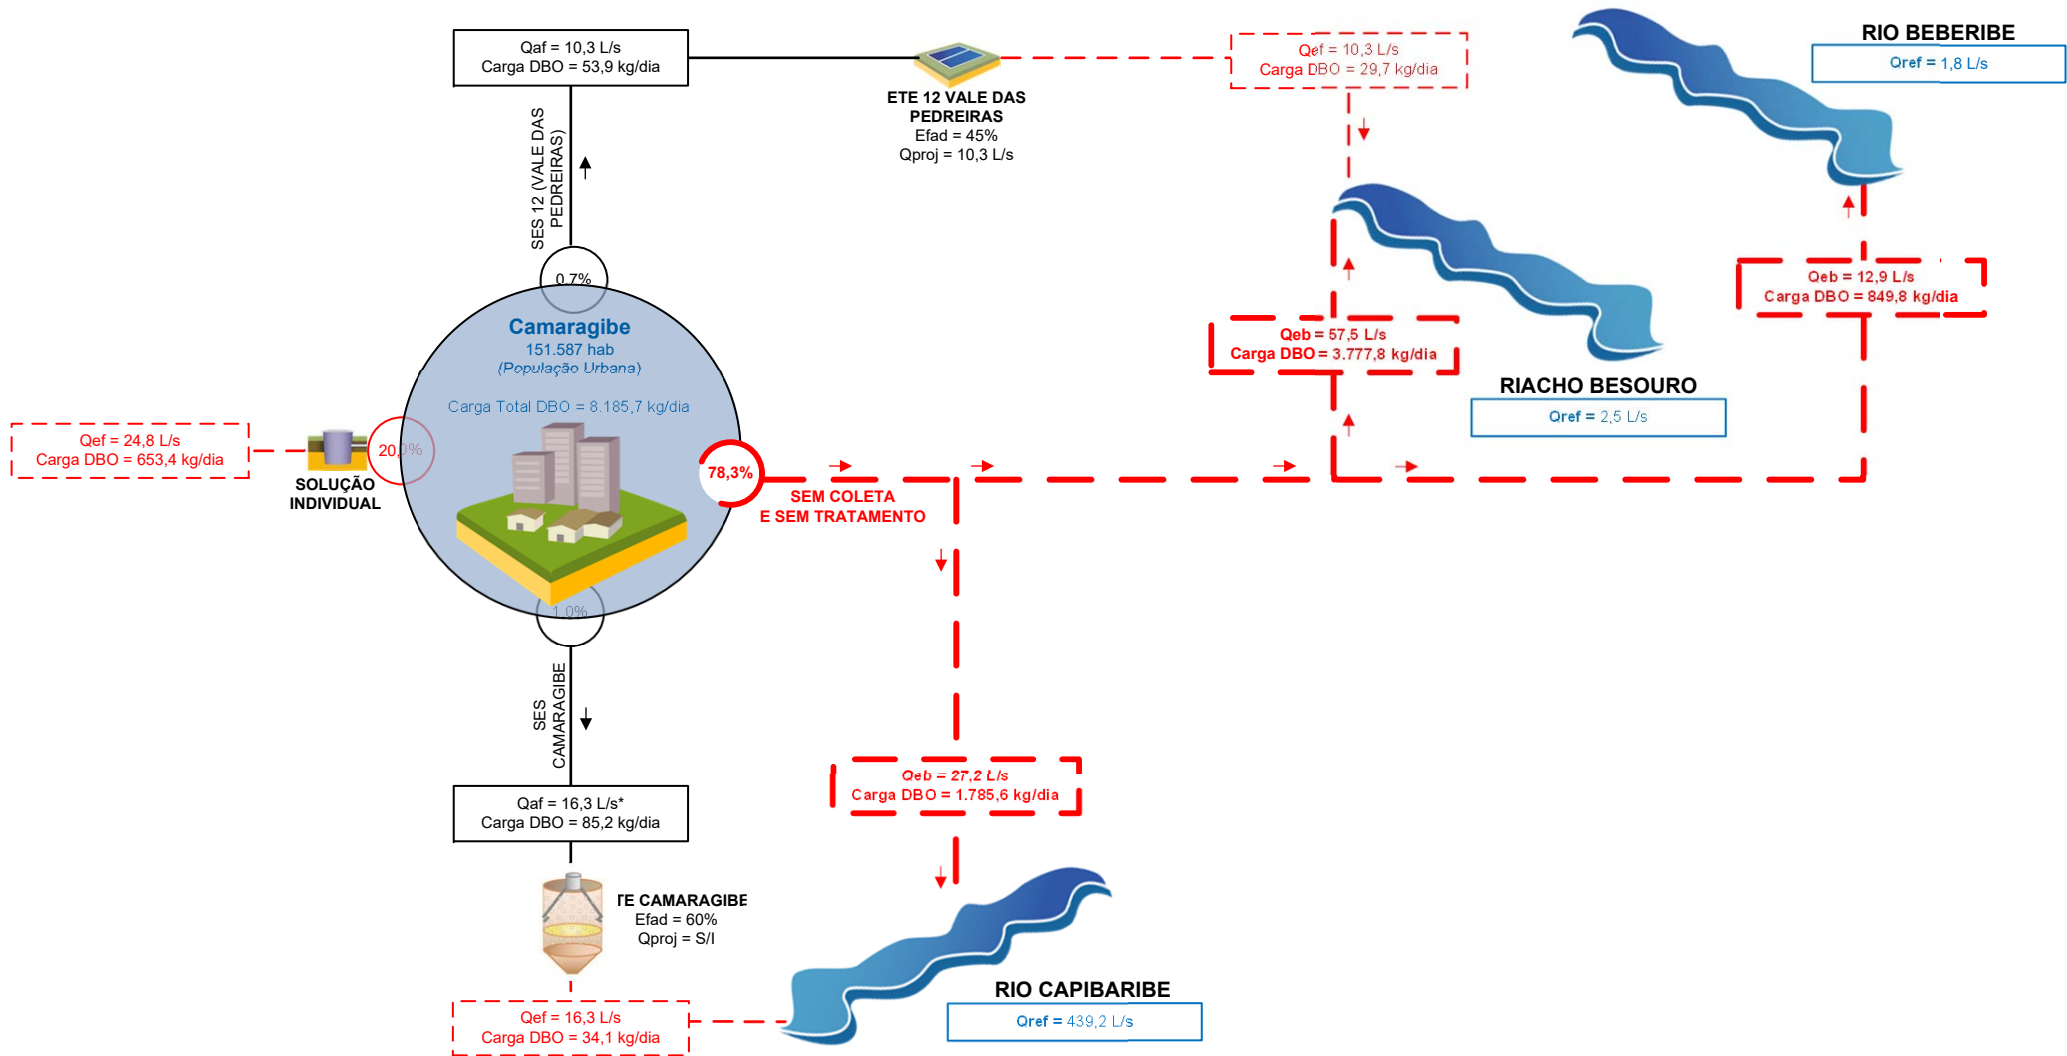 Qaf = 10,3 L/s
Carga DBO = 53,9 kg/dia
SES 12 (VALE DAS
PEDREIRAS)
ETE 12 VALE DAS
PEDREIRAS
Efad = 45%
Qproj = 10,3 L/s
Qef = 10,3 L/s
Carga DBO = 29,7 kg/dia
RIO BEBERIBE
Qref = 1,8 L/s
0,7%
Camaragibe
151.587 hab
(População Urbana)
Carga Total DBO = 8.185,7 kg/dia
Qeb = 12,9 L/s
Carga DBO = 849,8 kg/dia
Qeb = 57,5 L/s
Carga DBO = 3.777,8 kg/dia
RIACHO BESOURO
Qref = 2,5 L/s
Qef = 24,8 L/s
Carga DBO = 653,4 kg/dia
SOLUÇÃO
INDIVIDUAL
20,0%
78,3%
SEM COLETA
E SEM TRATAMENTO
1,0%
SES
CAMARAGIBE
Qaf = 16,3 L/s*
Carga DBO = 85,2 kg/dia
Qeb = 27,2 L/s
Carga DBO = 1.785,6 kg/dia
TE CAMARAGIBE
Efad = 60%
Qproj = S/I
Qef = 16,3 L/s
Carga DBO = 34,1 kg/dia
RIO CAPIBARIBE
Qref = 439,2 L/s